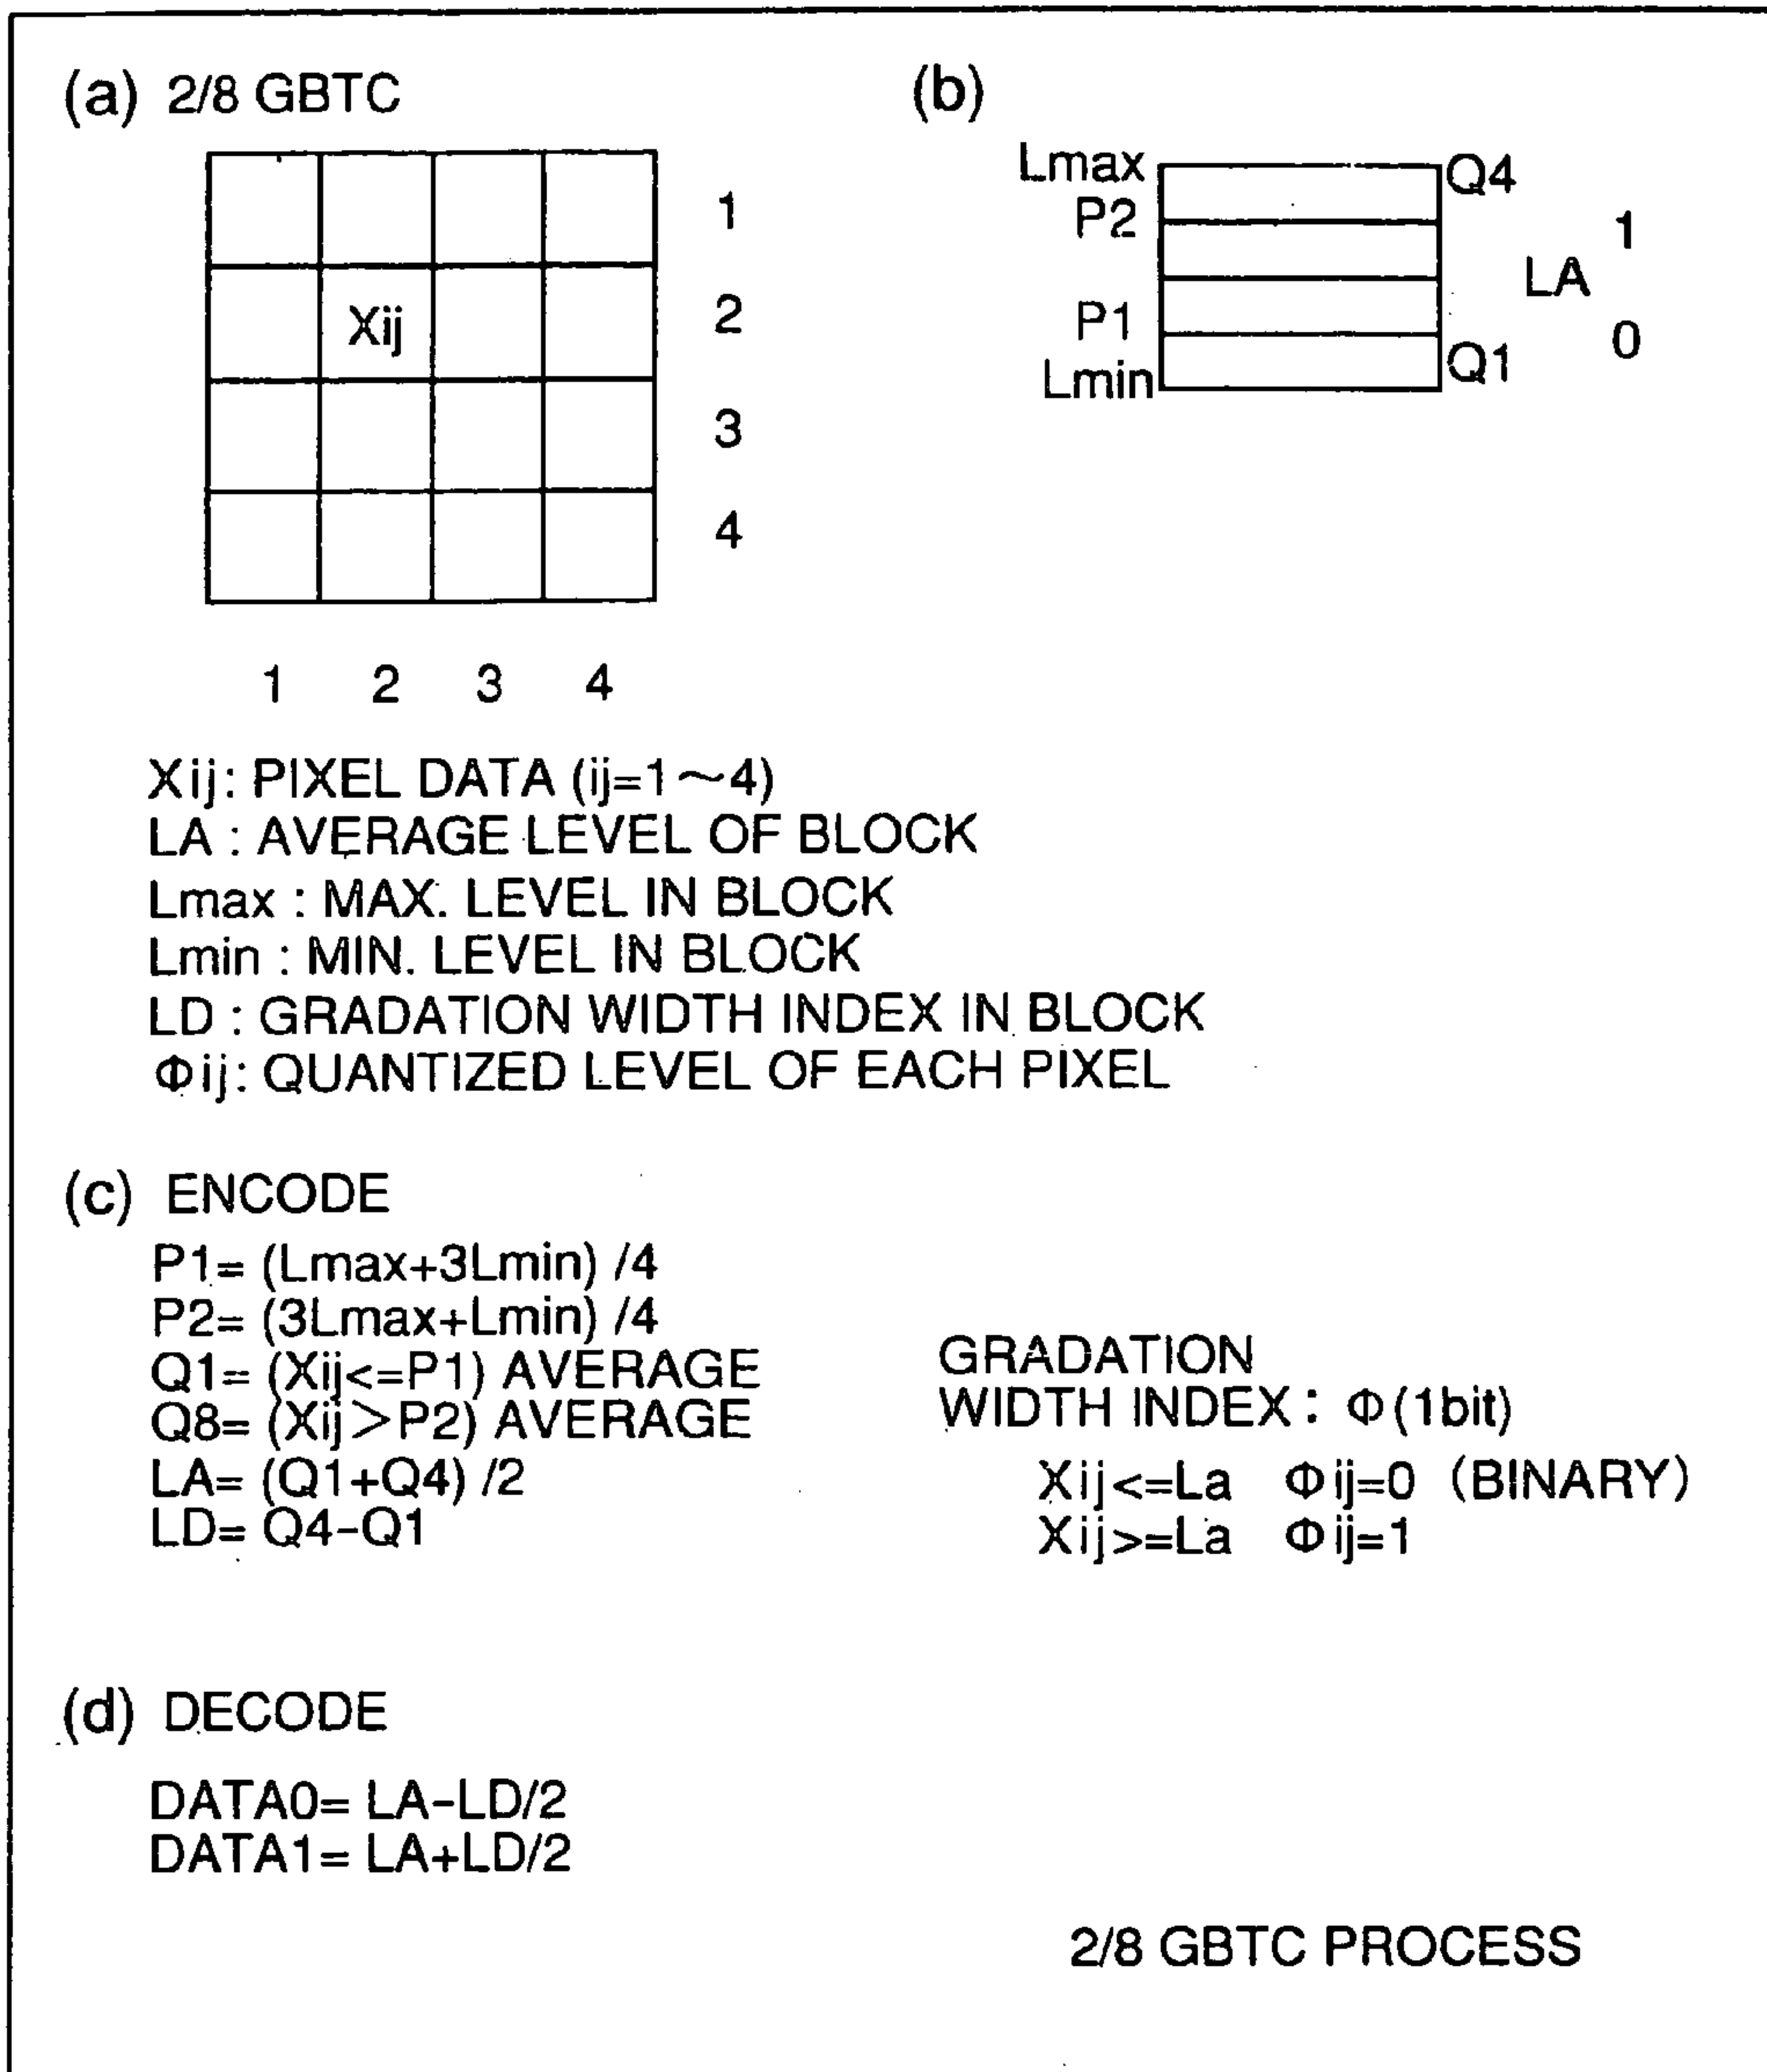 (a) 2/8 GBTC
1
2
Xij
3
4
1 2 3 4
(b)
Lmax
Q4
P2
1
LA
P1
0
Q1
Lmin
Xij: PIXEL DATA (ij=1～4)
LA : AVERAGE LEVEL OF BLOCK
Lmax : MAX. LEVEL IN BLOCK
Lmin : MIN. LEVEL IN BLOCK
LD : GRADATION WIDTH INDEX IN BLOCK
Φij: QUANTIZED LEVEL OF EACH PIXEL
(c) ENCODE
P1= (Lmax+3Lmin) /4
P2= (3Lmax+Lmin) /4
Q1= (Xij<=P1) AVERAGE
Q8= (Xij>P2) AVERAGE
LA= (Q1+Q4) /2
LD= Q4-Q1
GRADATION
WIDTH INDEX: Φ(1bit)
Xij<=La Φij=0 (BINARY)
Xij>=La Φij=1
(d) DECODE
DATA0= LA-LD/2
DATA1= LA+LD/2
2/8 GBTC PROCESS